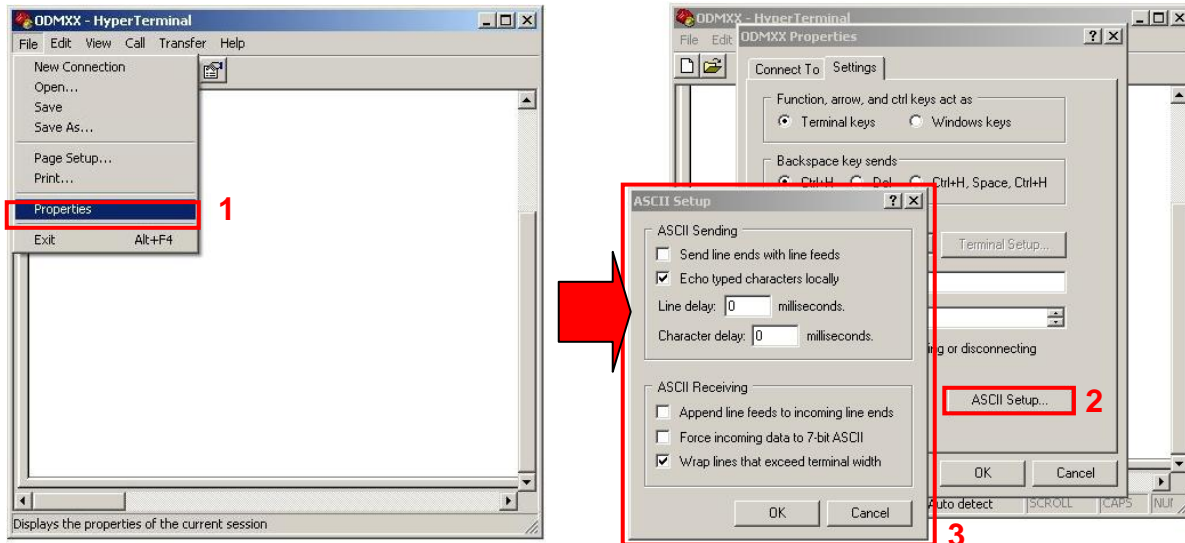 ODMXX - HyperTerminal
File Edit View Call Transfer Help
New Connection
Open...
Save
Save As...
Page Setup...
Print...
Properties
1
Exit Alt+F4
Displays the properties of the current session
ODMXX - HyperTerminal
File Edit
ODMXX Properties
Connect To Settings
Function, arrow, and ctrl keys act as
Terminal keys Windows keys
Backspace key sends
Ctrl+H Del Ctrl+H, Space, Ctrl+H
Terminal Setup...
or disconnecting
ASCII Setup... 2
OK Cancel
Auto detect SCROLL CAPS
ASCII Setup
ASCII Sending
Send line ends with line feeds
Echo typed characters locally
Line delay: 0 milliseconds.
Character delay: 0 milliseconds.
ASCII Receiving
Append line feeds to incoming line ends
Force incoming data to 7-bit ASCII
Wrap lines that exceed terminal width
OK Cancel
3